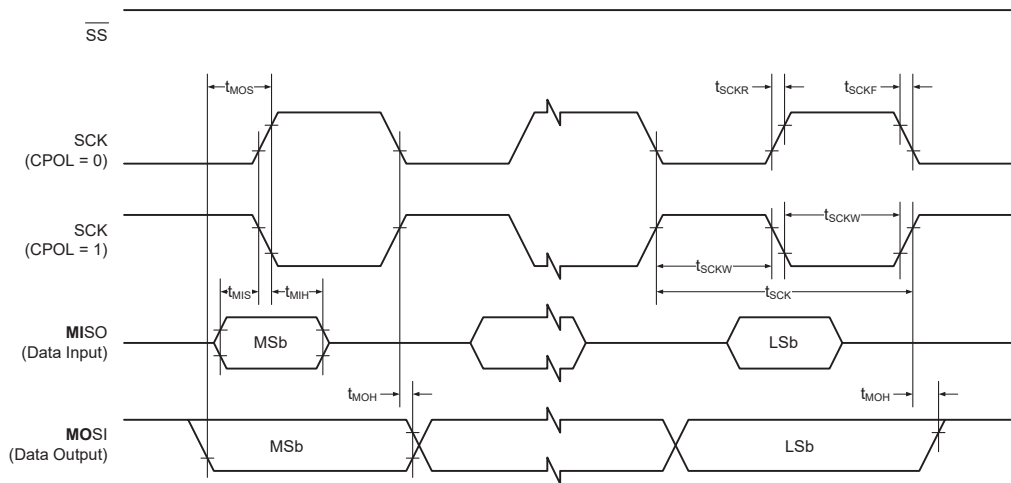 SS
tMOS
tSCKR
tSCKF
SCK
(CPOL = 0)
SCK
(CPOL = 1)
tSCKW
tSCKW
tMIS
tMIH
tSCK
MISO
(Data Input)
MSb
LSb
tMOH
tMOH
MOSI
(Data Output)
MSb
LSb